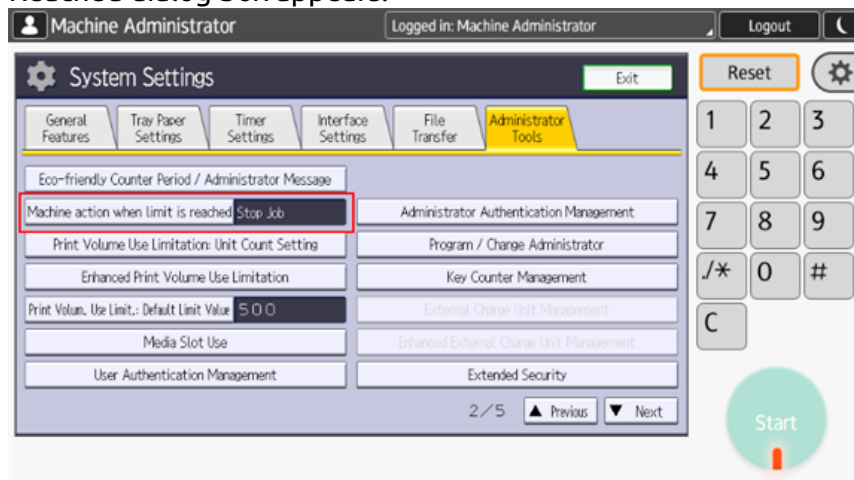 Machine Administrator
Logged in: Machine Administrator
Logout
System Settings
Exit
General Features
Tray Paper Settings
Timer Settings
Interface Settings
File Transfer
Administrator Tools
Eco-friendly Counter Period / Administrator Message
Machine action when limit is reached Stop Job
Administrator Authentication Management
Print Volume Use Limitation: Unit Count Setting
Program / Change Administrator
Enhanced Print Volume Use Limitation
Key Counter Management
Print Volum. Use Limit.: Default Limit Value 500
External Charge Unit Management
Media Slot Use
Enhanced External Charge Unit Management
User Authentication Management
Extended Security
2/5 ▲ Previous ▼ Next
Reset
1 2 3
4 5 6
7 8 9
./* 0 #
C
Start